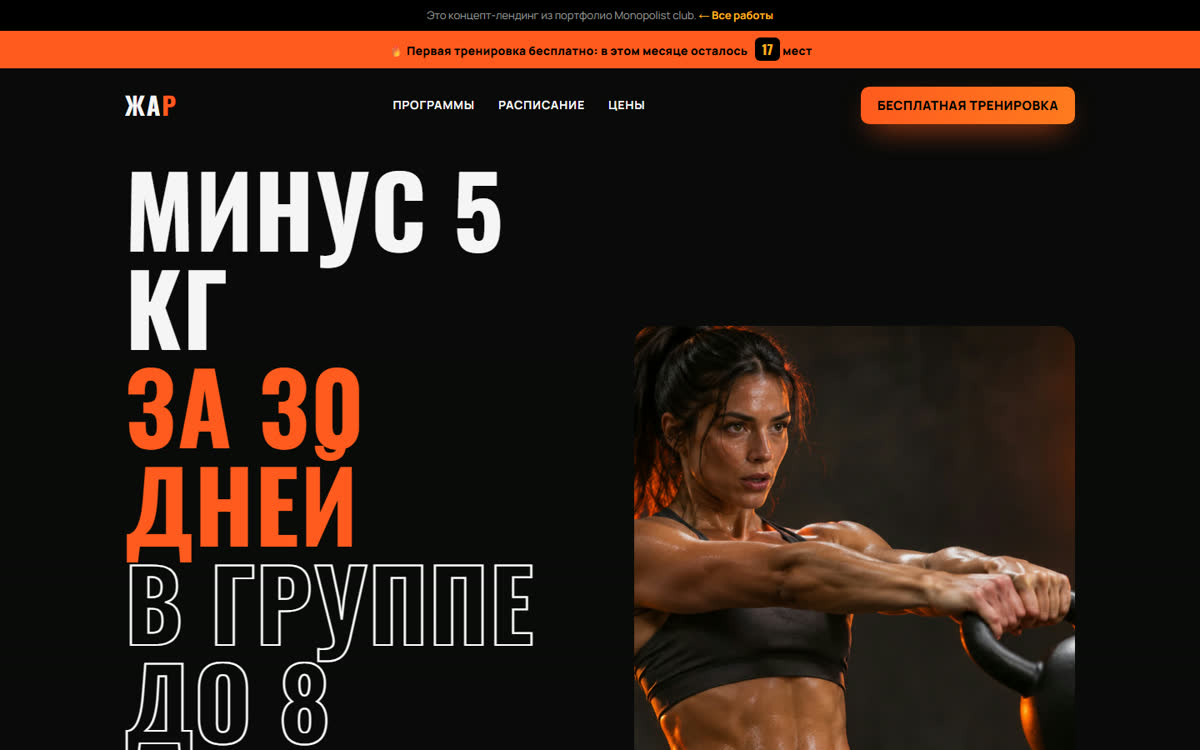 Это концепт-лендинг из портфолио Monopolist club. ← Все работы
🔥 Первая тренировка бесплатно: в этом месяце осталось 17 мест
ЖАР
ПРОГРАММЫ РАСПИСАНИЕ ЦЕНЫ
БЕСПЛАТНАЯ ТРЕНИРОВКА
МИНУС 5
КГ
ЗА 30
ДНЕЙ
В ГРУППЕ
ДО 8